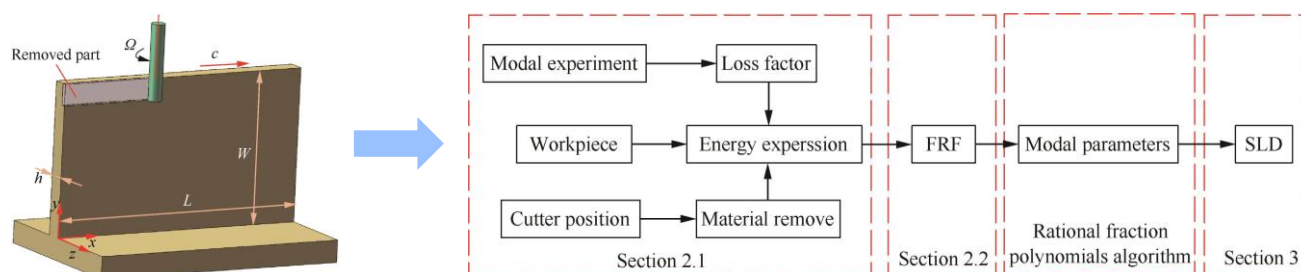 Removed part
Ω
c
W
h
L
y
x
z
Modal experiment
Loss factor
Workpiece
Energy experssion
FRF
Modal parameters
SLD
Cutter position
Material remove
Section 2.1
Section 2.2
Rational fraction
polynomials algorithm
Section 3